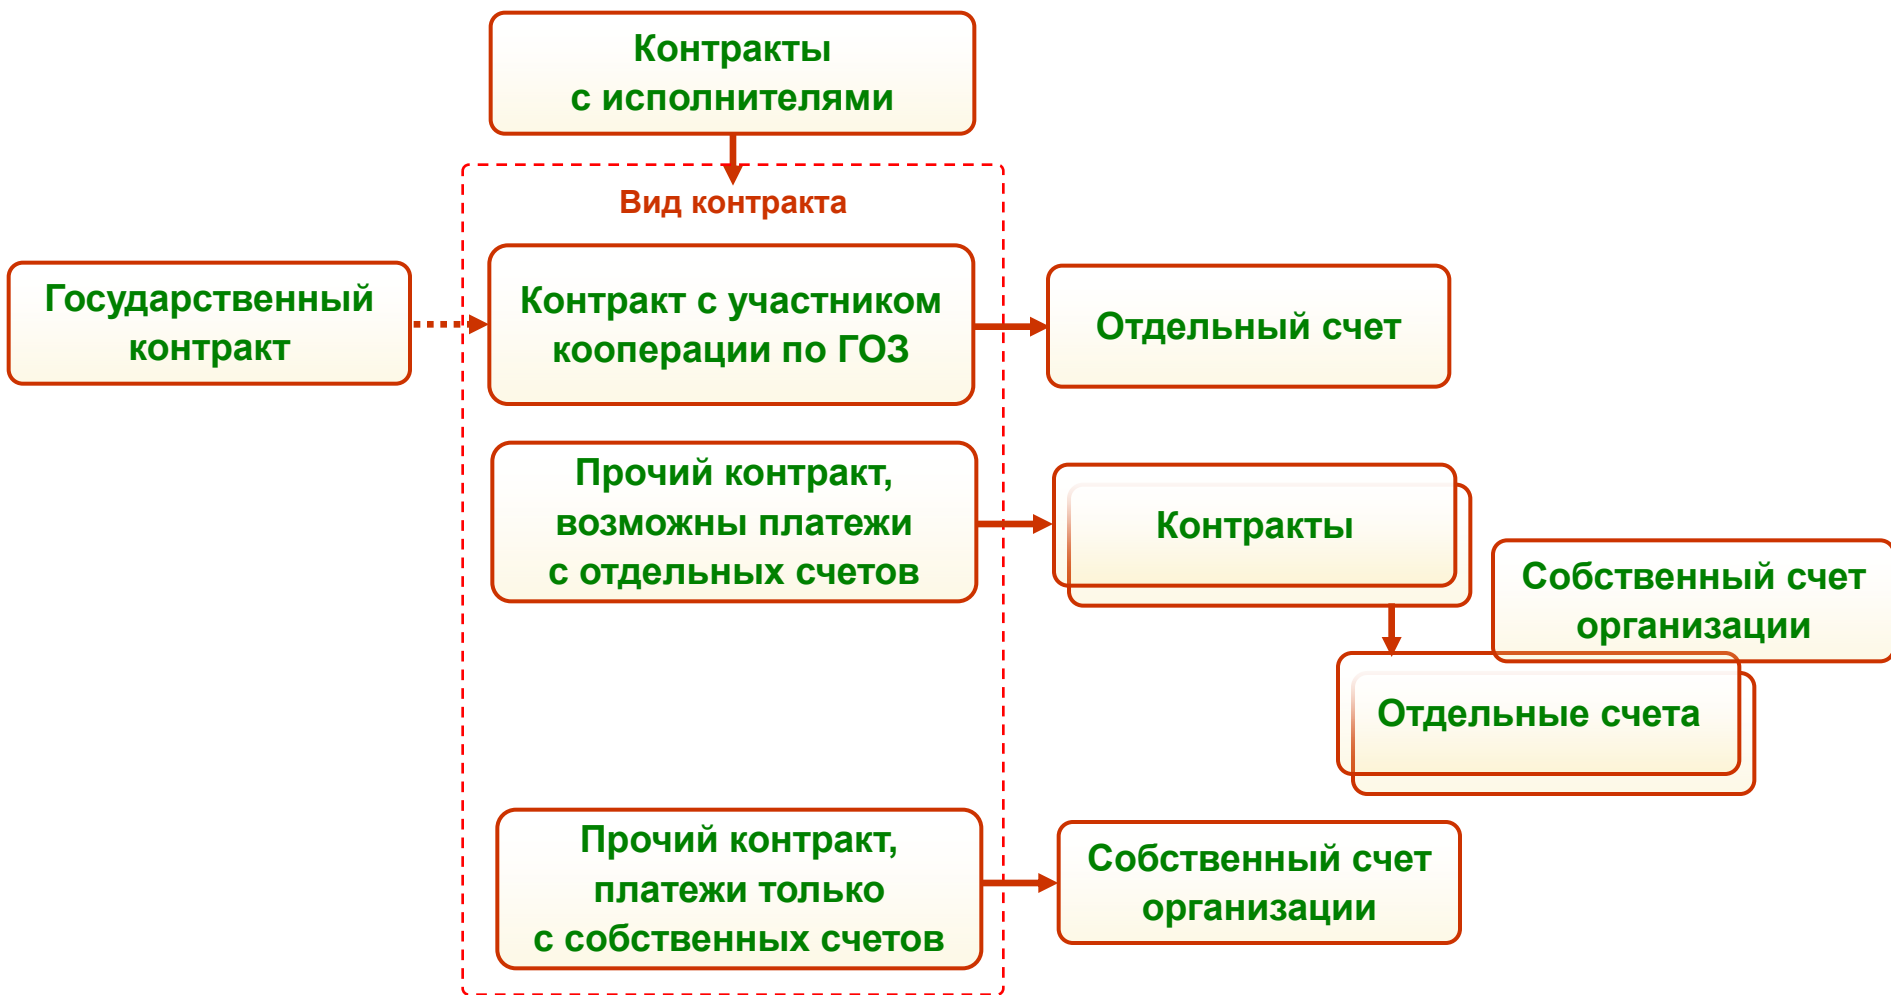 Контракты
с исполнителями
Вид контракта
Государственный
контракт
Контракт с участником
кооперации по ГОЗ
Отдельный счет
Прочий контракт,
возможны платежи
с отдельных счетов
Контракты
Собственный счет
организации
Отдельные счета
Прочий контракт,
платежи только
с собственных счетов
Собственный счет
организации